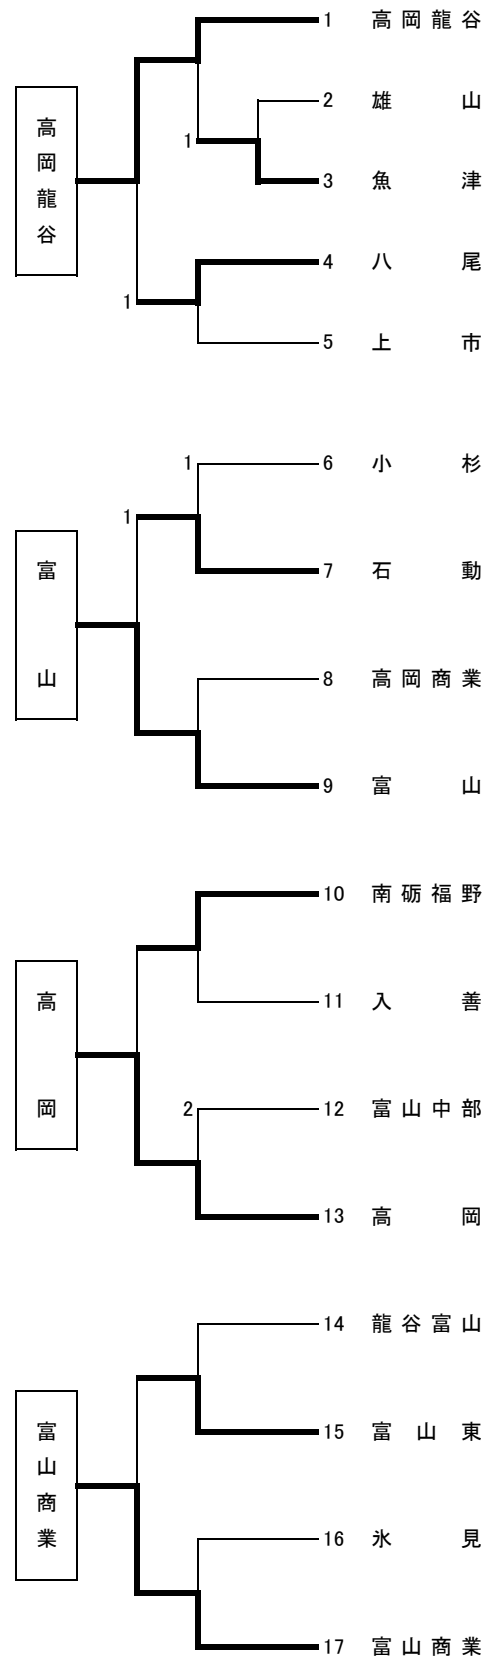 1 高岡龍谷
2 雄山
1
3 魚津
高岡龍谷
4 八尾
1
5 上市
1
6 小杉
1
7 石動
富山
8 高岡商業
9 富山
10 南砺福野
11 入善
高岡
2
12 富山中部
13 高岡
14 龍谷富山
15 富山東
富山商業
16 氷見
17 富山商業